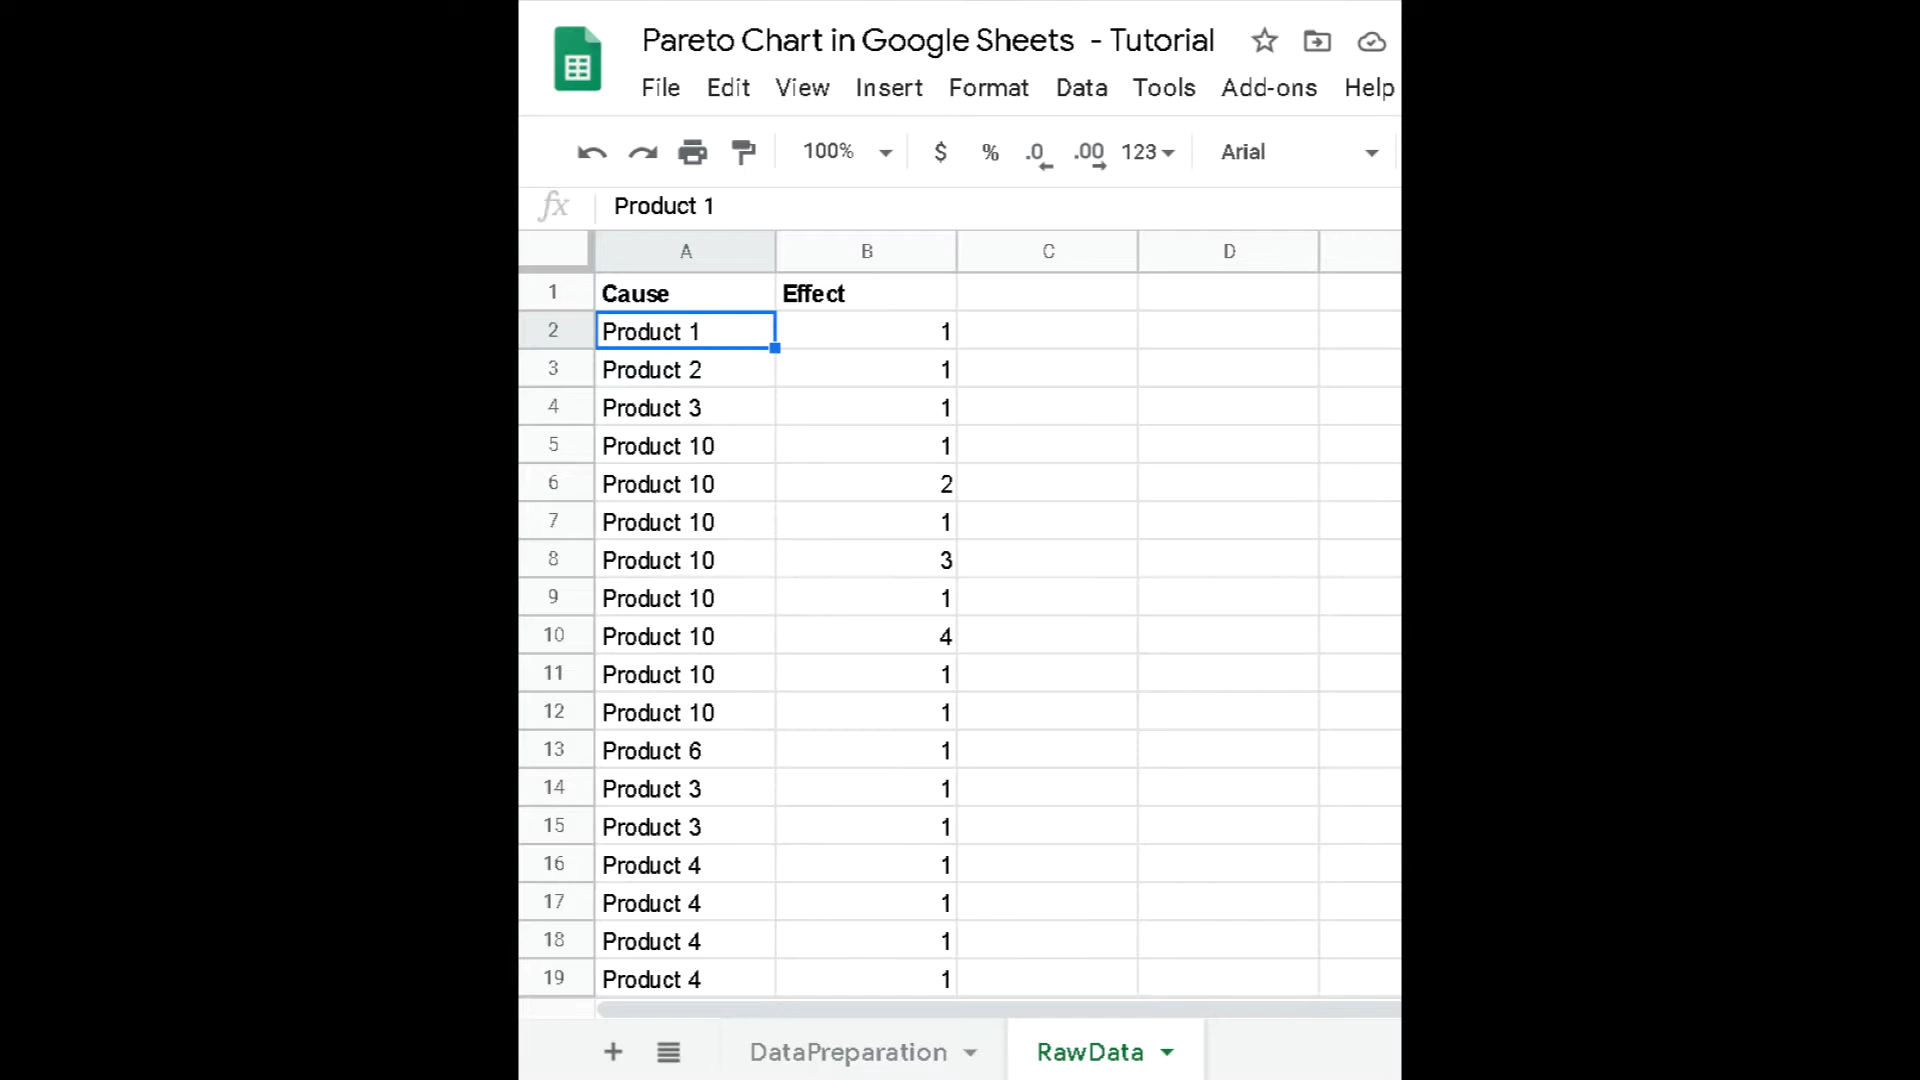 Pareto Chart in Google Sheets - Tutorial
File Edit View Insert Format Data Tools Add-ons Help
100% $ % .0 .00 123 Arial
fx Product 1
A B C D
1 Cause Effect
2 Product 1 1
3 Product 2 1
4 Product 3 1
5 Product 10 1
6 Product 10 2
7 Product 10 1
8 Product 10 3
9 Product 10 1
10 Product 10 4
11 Product 10 1
12 Product 10 1
13 Product 6 1
14 Product 3 1
15 Product 3 1
16 Product 4 1
17 Product 4 1
18 Product 4 1
19 Product 4 1
+ DataPreparation RawData